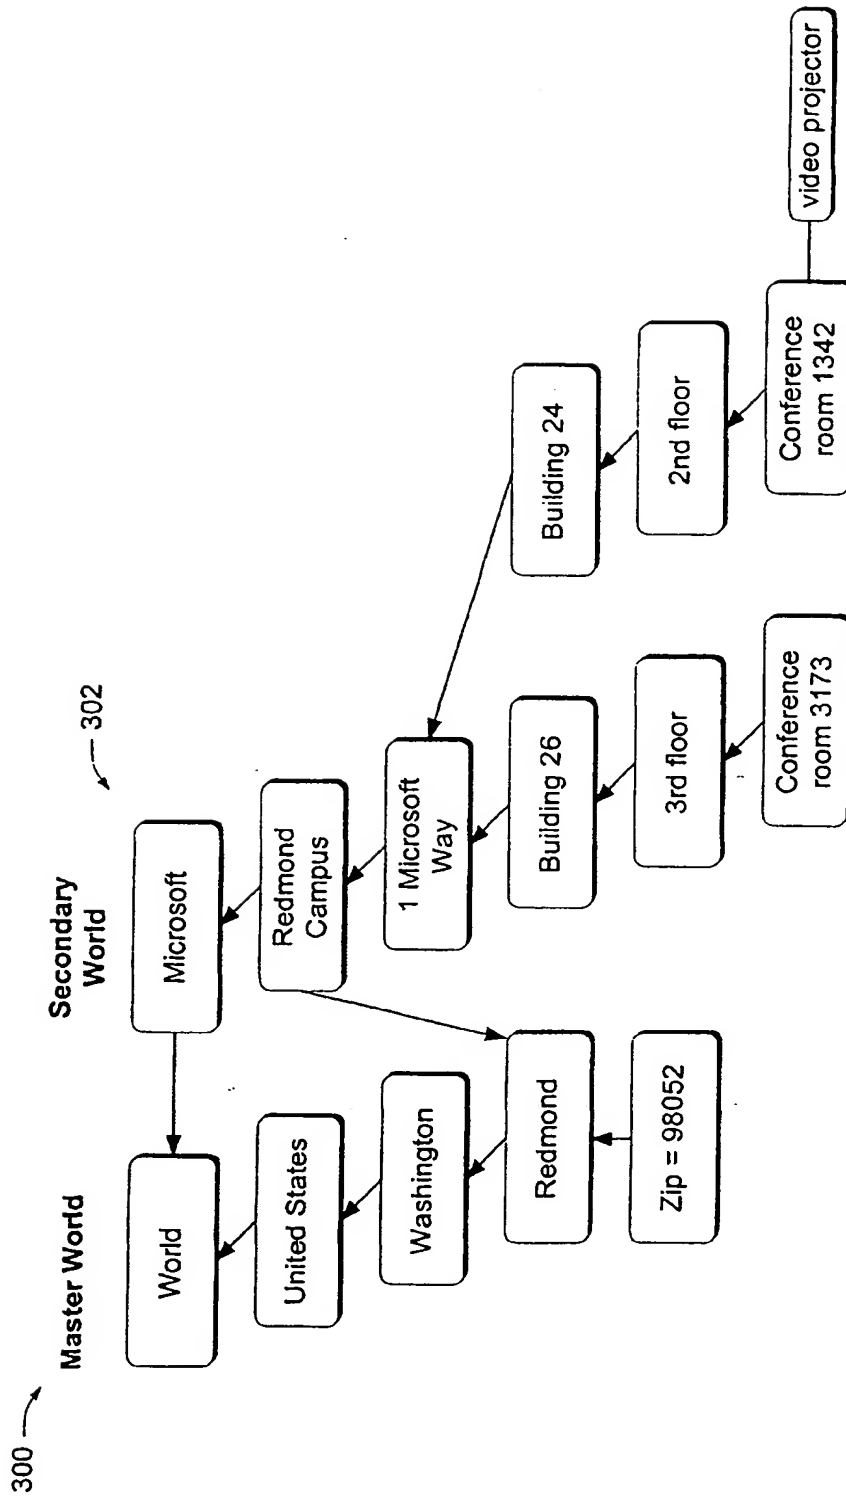 300
Master World
World
United States
Washington
Redmond
Zip = 98052
302
Secondary
World
Microsoft
Redmond
Campus
1 Microsoft
Way
Building 26
3rd floor
Conference
room 3173
Building 24
2nd floor
Conference
room 1342
video projector